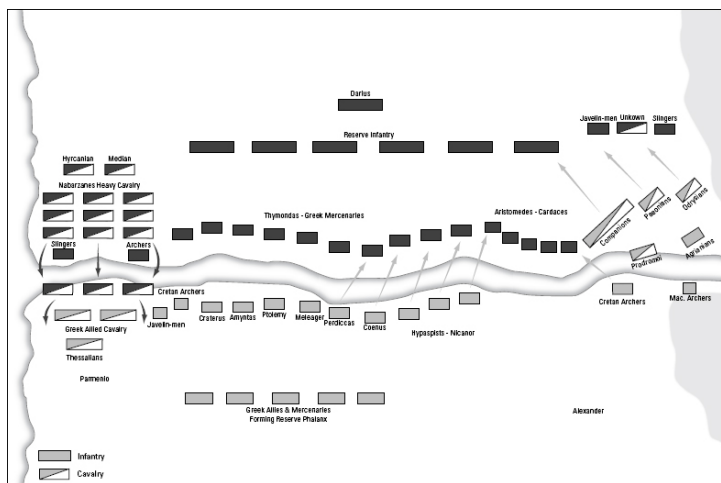 Darius
Javelin-men
Unkown
Slingers
Reserve Infantry
Hyrcanian
Median
Nabarzanes Heavy Cavalry
Thymondas - Greek Mercenaries
Aristomedes - Cardaces
Companions
Paeonians
Odrysians
Slingers
Archers
Prodromoi
Agrianians
Cretan Archers
Javelin-men
Craterus
Amyntas
Ptolemy
Meleager
Perdiccas
Coenus
Hypaspists - Nicanor
Cretan Archers
Mac. Archers
Greek Allied Cavalry
Thessalians
Parmenio
Greek Allies & Mercenaries
Forming Reserve Phalanx
Alexander
Infantry
Cavalry